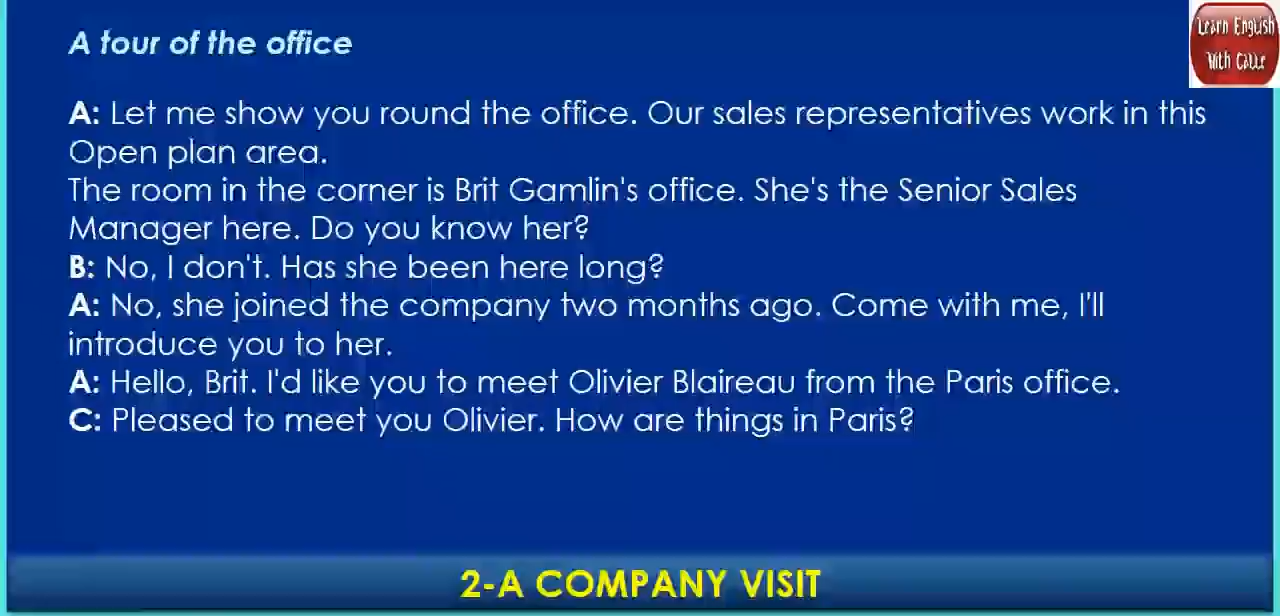 Learn English
With Callr
A tour of the office
A: Let me show you round the office. Our sales representatives work in this
Open plan area.
The room in the corner is Brit Gamlin's office. She's the Senior Sales
Manager here. Do you know her?
B: No, I don't. Has she been here long?
A: No, she joined the company two months ago. Come with me, I'll
introduce you to her.
A: Hello, Brit. I'd like you to meet Olivier Blaireau from the Paris office.
C: Pleased to meet you Olivier. How are things in Paris?
2-A COMPANY VISIT